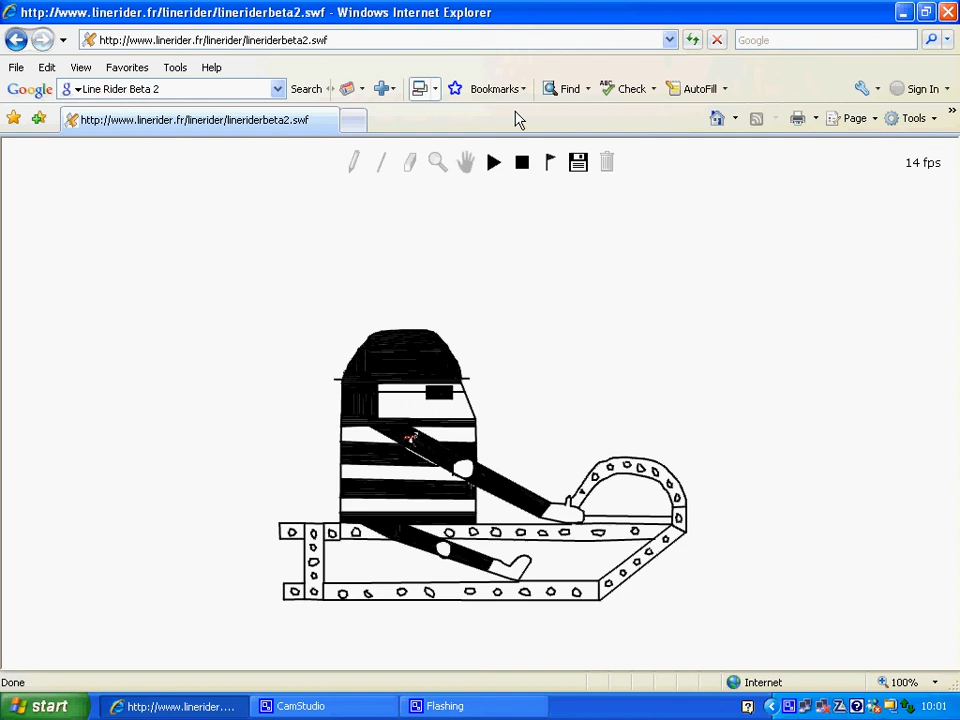 http://www.linerider.fr/linerider/lineriderbeta2.swf - Windows Internet Explorer
http://www.linerider.fr/linerider/lineriderbeta2.swf
Google
File Edit View Favorites Tools Help
Google Line Rider Beta 2 Search Bookmarks Find Check AutoFill Sign In
http://www.linerider.fr/linerider/lineriderbeta2.swf Page Tools
14 fps
Done Internet 100%
start http://www.linerider.... CamStudio Flashing 10:01